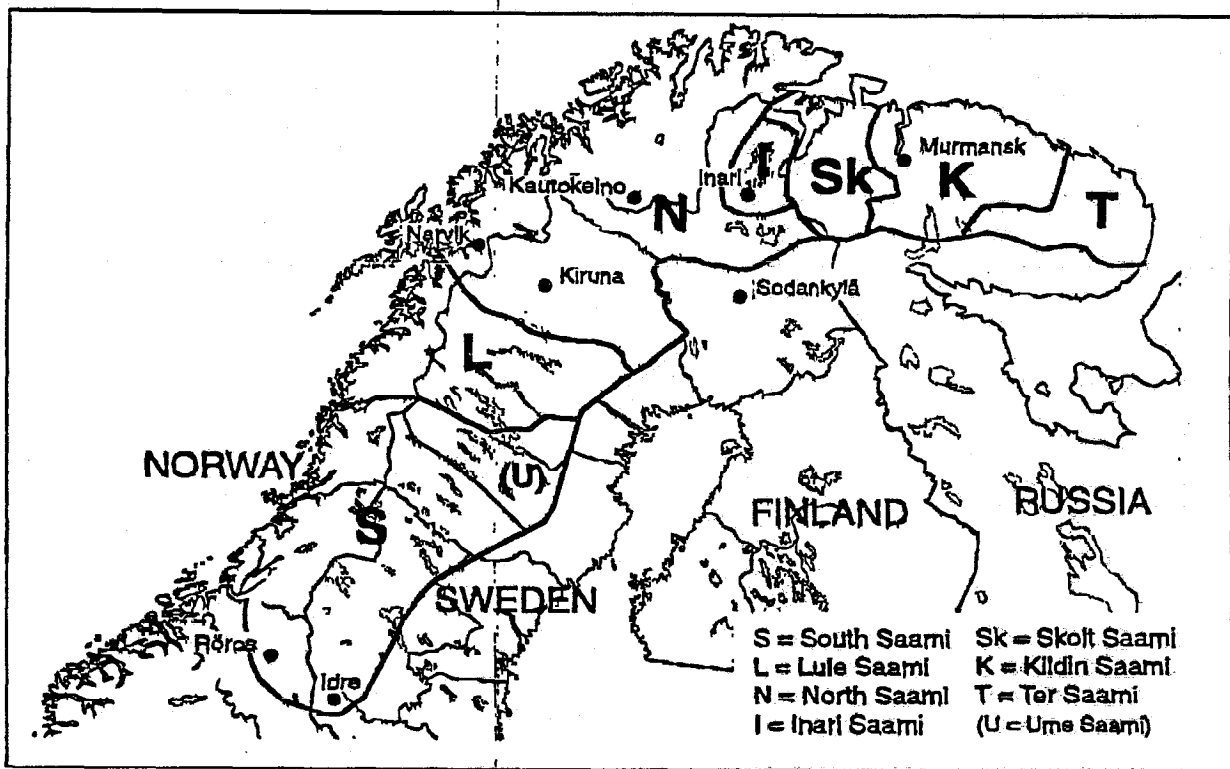 Murmansk
Inari
I
Sk
K
Kautokeino
N
T
Narvik
Kiruna
Sodankylä
L
NORWAY
(U)
S
FINLAND
RUSSIA
SWEDEN
Röros
Idre
S = South Saami
L = Lule Saami
N = North Saami
I = Inari Saami
Sk = Skolt Saami
K = Kildin Saami
T = Ter Saami
(U = Ume Saami)